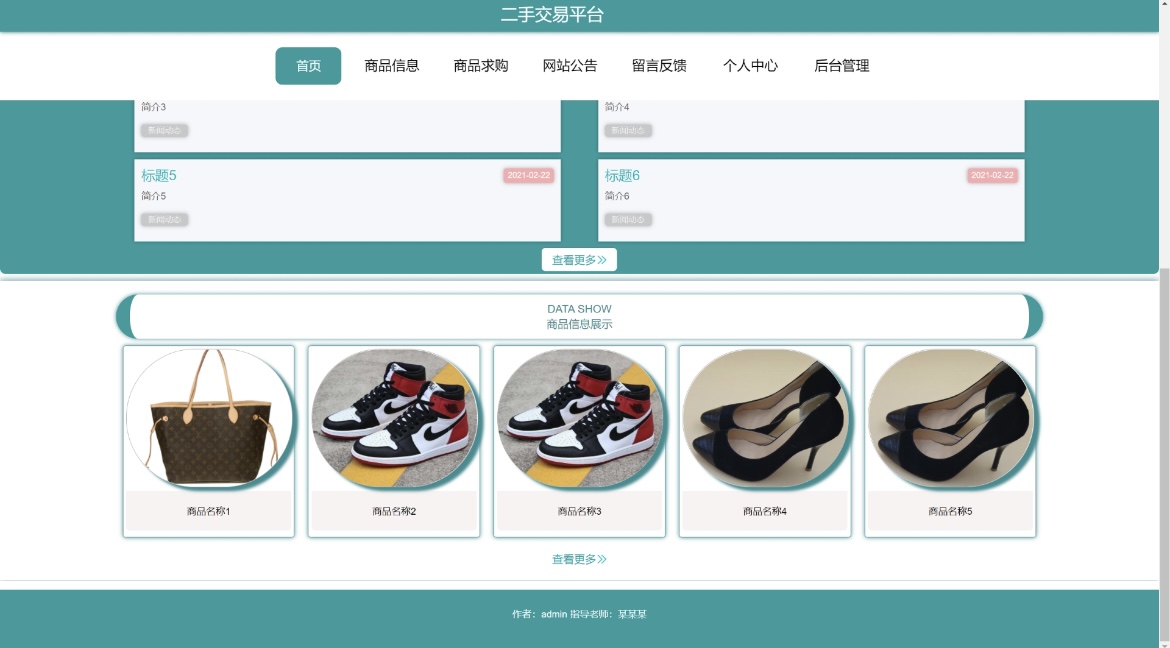 二手交易平台
首页 商品信息 商品求购 网站公告 留言反馈 个人中心 后台管理
简介3
新闻动态
简介4
新闻动态
标题5 2021-02-22
简介5
新闻动态
标题6 2021-02-22
简介6
新闻动态
查看更多
DATA SHOW
商品信息展示
商品名称1
商品名称2
商品名称3
商品名称4
商品名称5
查看更多
作者：admin 指导老师：某某某